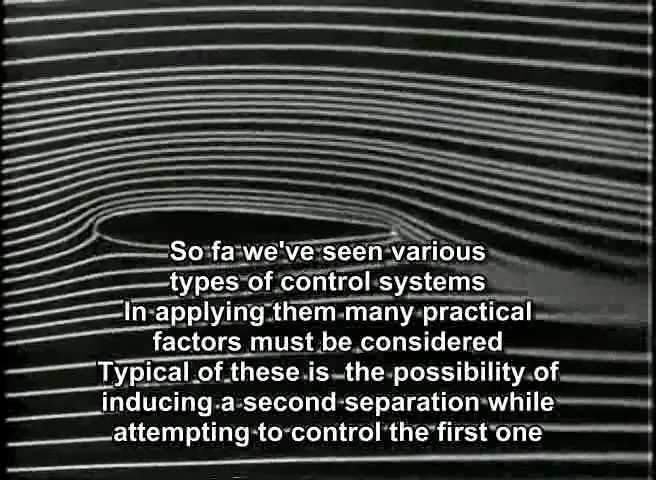 So fa we've seen various
types of control systems
In applying them many practical
factors must be considered
Typical of these is  the possibility of
inducing a second separation while
attempting to control the first one